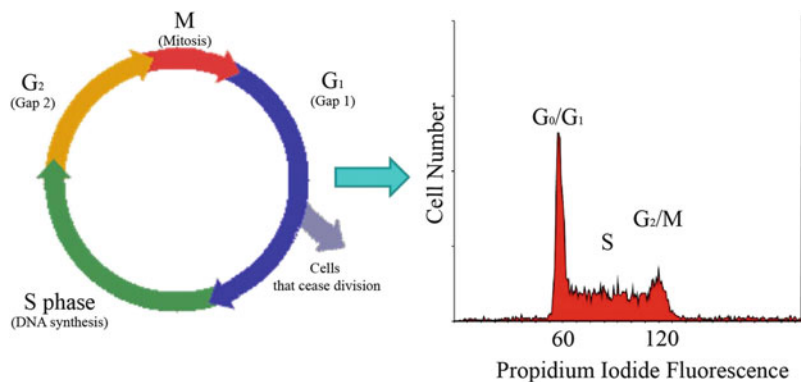 M
(Mitosis)
G₂
(Gap 2)
G₁
(Gap 1)
Cells
that cease division
S phase
(DNA synthesis)
Cell Number
G₀/G₁
S
G₂/M
60 120
Propidium Iodide Fluorescence